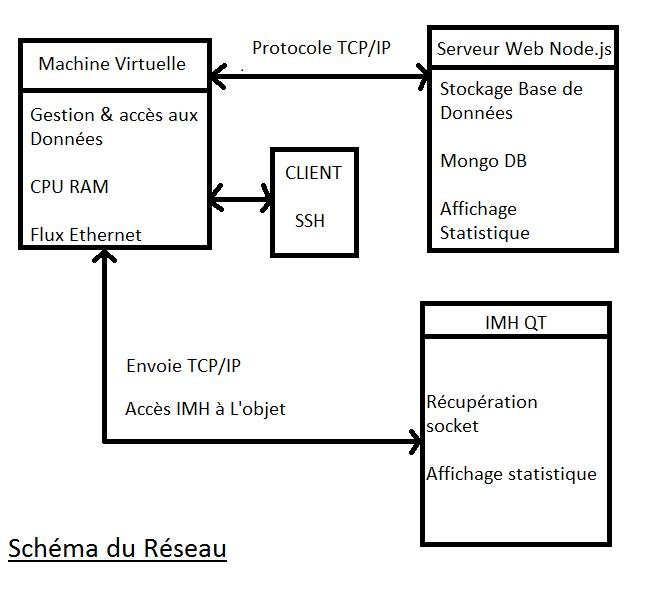 Machine Virtuelle
Gestion & accès aux
Données
CPU RAM
Flux Ethernet
Protocole TCP/IP
Serveur Web Node.js
Stockage Base de
Données
Mongo DB
Affichage
Statistique
CLIENT
SSH
Envoie TCP/IP
Accès IMH à L'objet
IMH QT
Récupération
socket
Affichage statistique
Schéma du Réseau